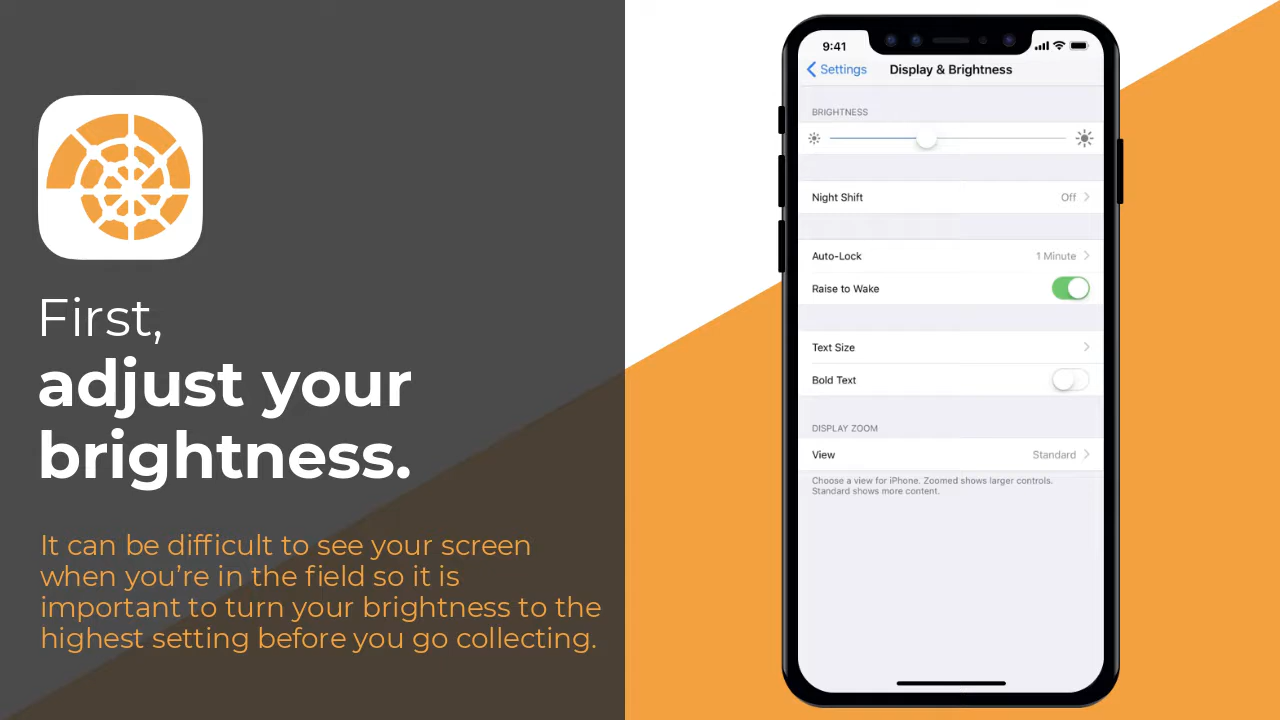 First,
adjust your
brightness.
It can be difficult to see your screen
when you're in the field so it is
important to turn your brightness to the
highest setting before you go collecting.
9:41
Settings Display & Brightness
BRIGHTNESS
Night Shift Off
Auto-Lock 1 Minute
Raise to Wake
Text Size
Bold Text
DISPLAY ZOOM
View Standard
Choose a view for iPhone. Zoomed shows larger controls.
Standard shows more content.